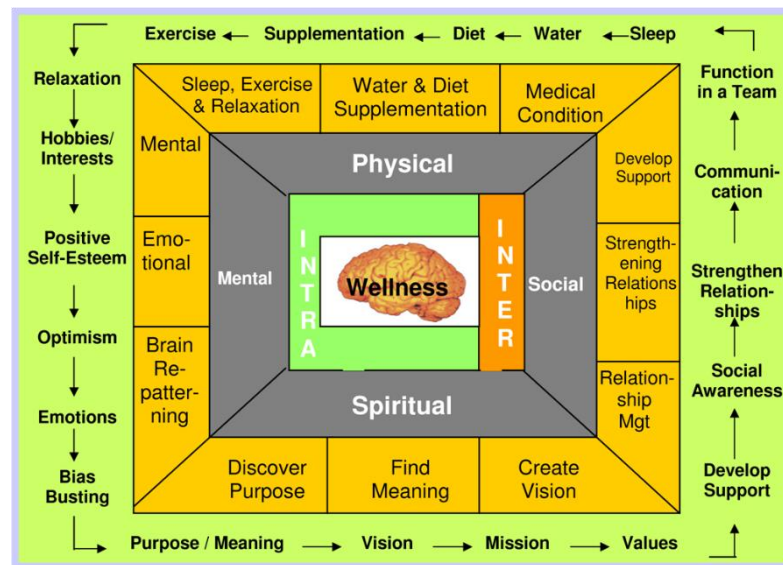 Exercise Supplementation Diet Water Sleep
Relaxation
Hobbies/
Interests
Positive
Self-Esteem
Optimism
Emotions
Bias
Busting
Purpose / Meaning Vision Mission Values
Function
in a Team
Communi-
cation
Strengthen
Relation-
ships
Social
Awareness
Develop
Support
Sleep, Exercise
& Relaxation
Water & Diet
Supplementation
Medical
Condition
Mental
Emo-
tional
Brain
Re-
patter-
ning
Discover
Purpose
Find
Meaning
Create
Vision
Develop
Support
Strength-
ening
Relations
hips
Relation-
ship
Mgt
Physical
Mental
Social
Spiritual
INTRA
Wellness
INTER